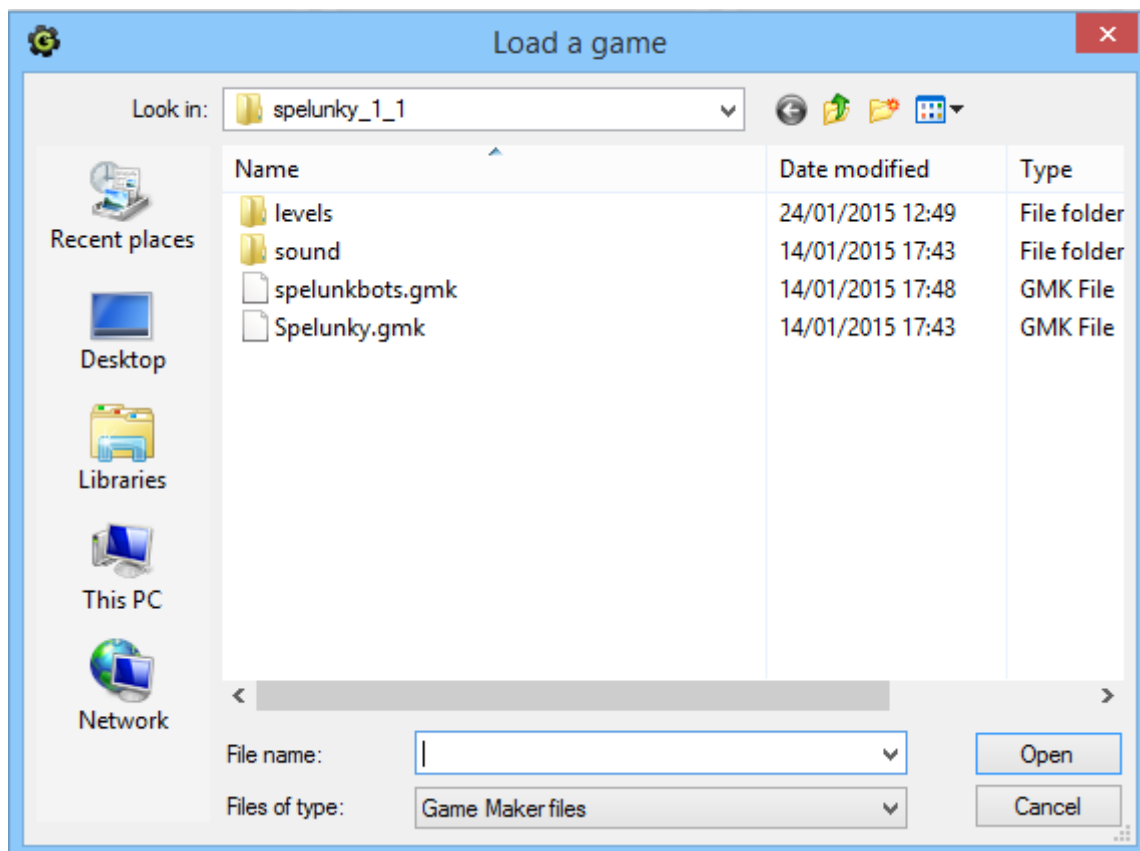 Load a game
Look in: spelunky_1_1
Name Date modified Type
levels 24/01/2015 12:49 File folder
sound 14/01/2015 17:43 File folder
spelunkbots.gmk 14/01/2015 17:48 GMK File
Spelunky.gmk 14/01/2015 17:43 GMK File
Recent places
Desktop
Libraries
This PC
Network
File name: Open
Files of type: Game Maker files Cancel